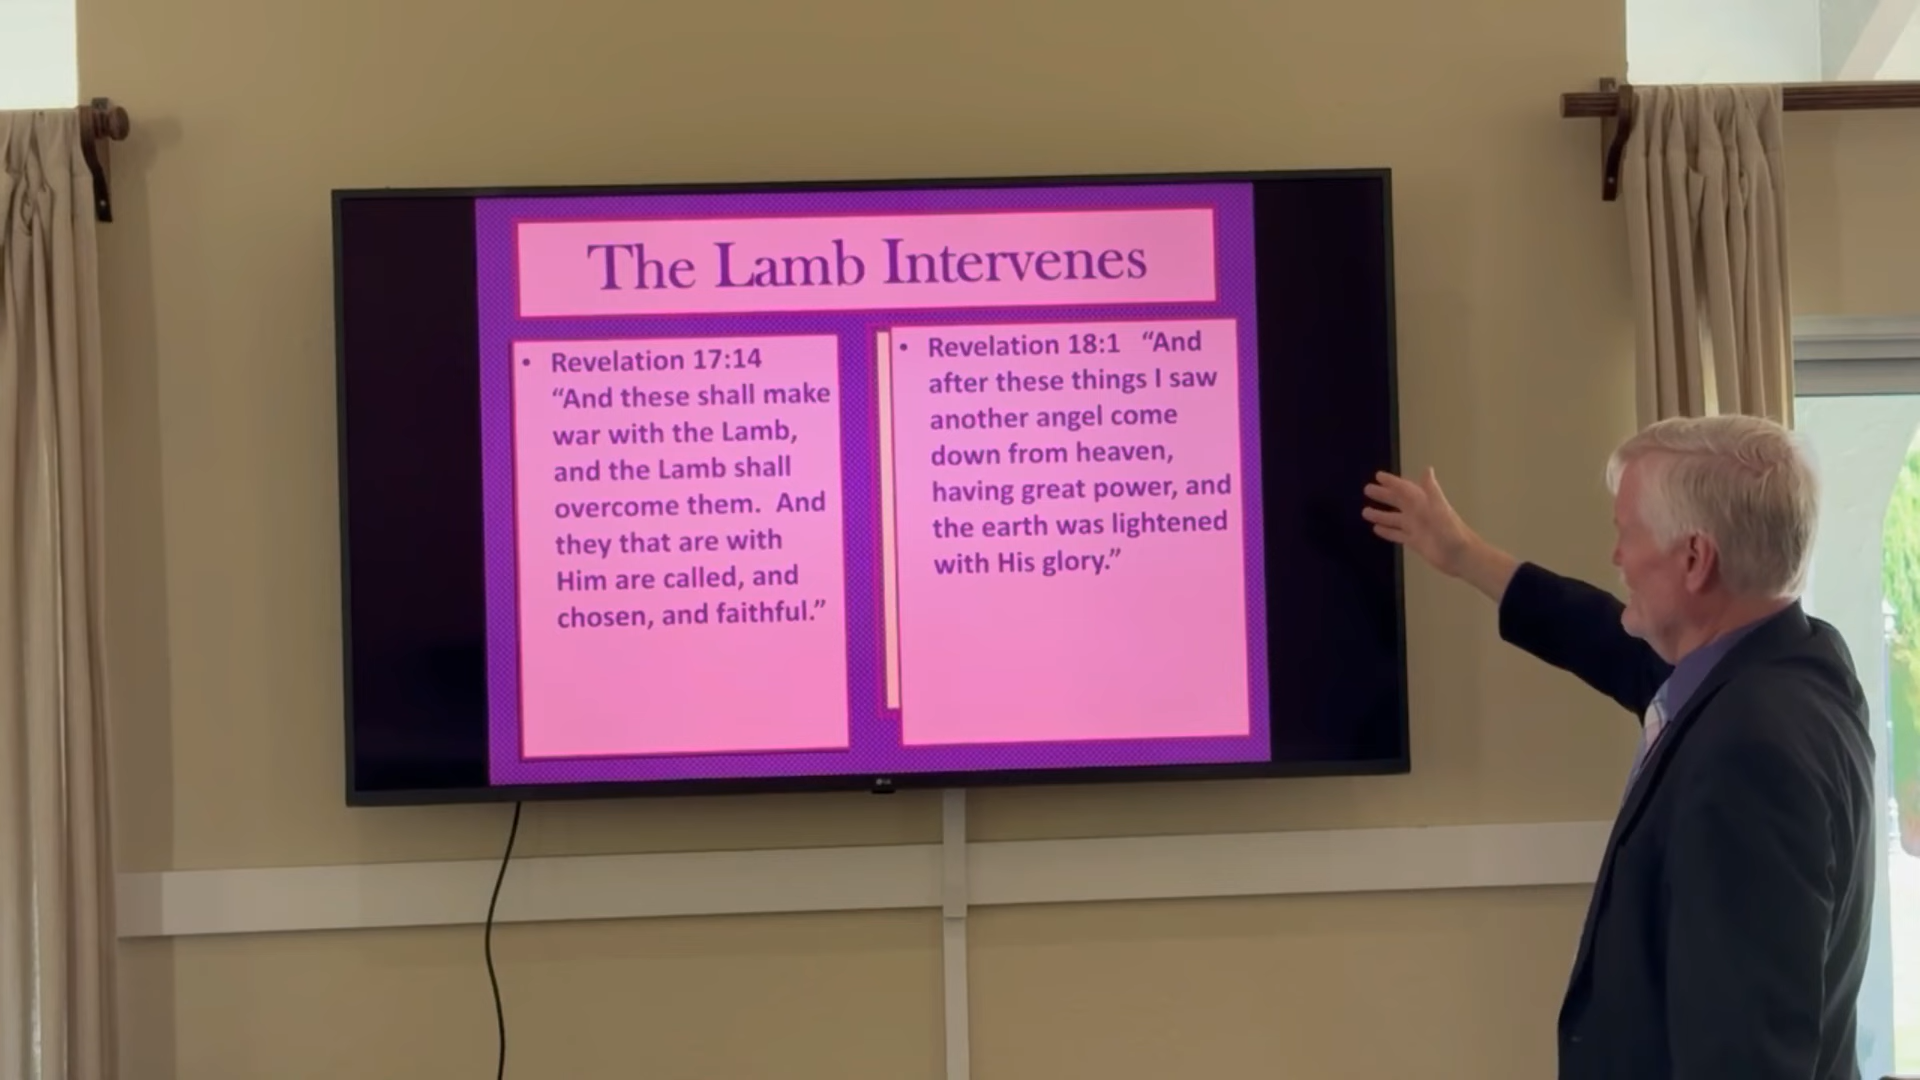 The Lamb Intervenes
• Revelation 17:14
“And these shall make
war with the Lamb,
and the Lamb shall
overcome them.  And
they that are with
Him are called, and
chosen, and faithful.”
• Revelation 18:1   “And
after these things I saw
another angel come
down from heaven,
having great power, and
the earth was lightened
with His glory.”
LG